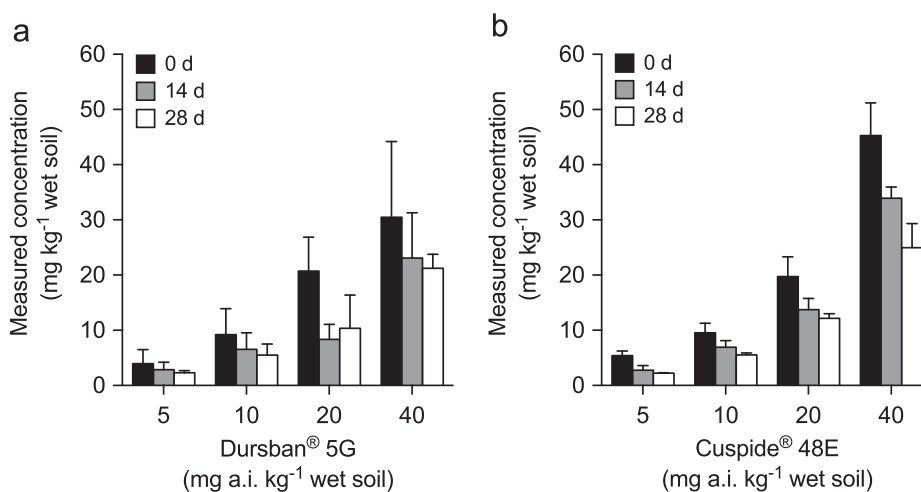 a
Measured concentration
(mg kg⁻¹ wet soil)
60
50
40
30
20
10
0
0 d
14 d
28 d
5 10 20 40
Dursban® 5G
(mg a.i. kg⁻¹ wet soil)
b
Measured concentration
(mg kg⁻¹ wet soil)
60
50
40
30
20
10
0
0 d
14 d
28 d
5 10 20 40
Cuspide® 48E
(mg a.i. kg⁻¹ wet soil)